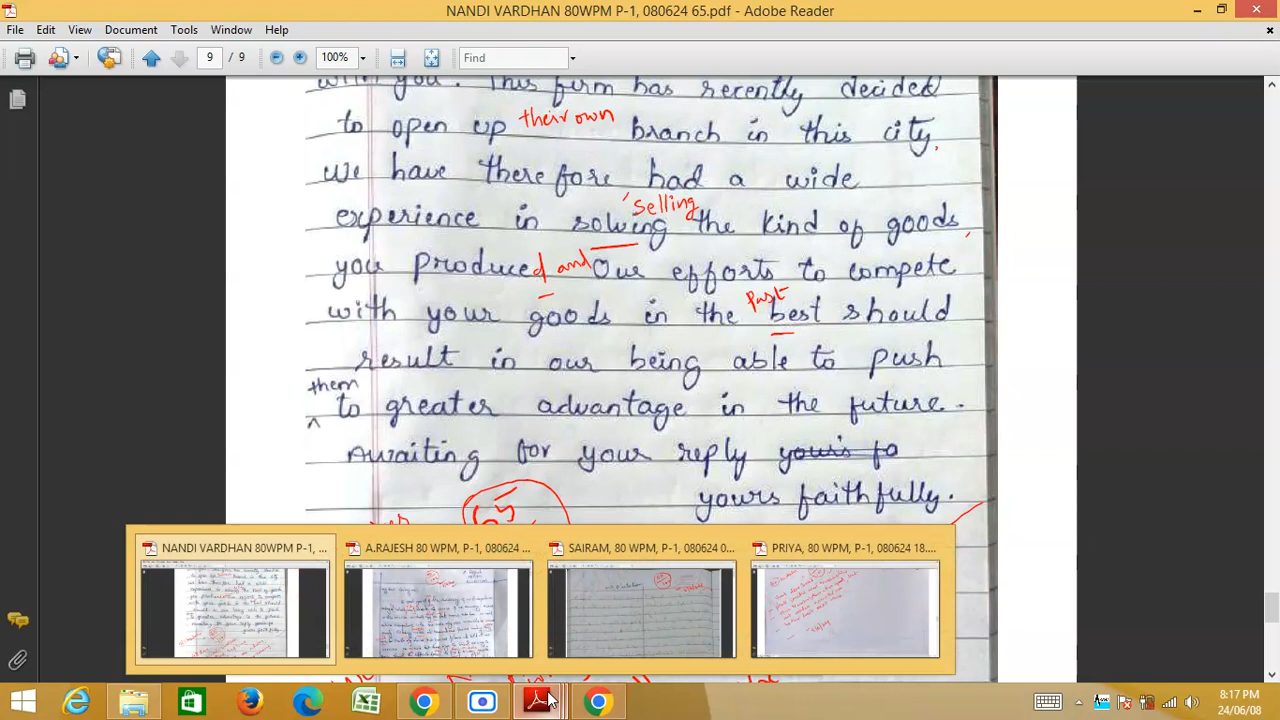 NANDI VARDHAN 80WPM P-1, 080624 65.pdf - Adobe Reader
File Edit View Document Tools Window Help
9 / 9 100% Find
with you. This firm has recently decided
to open up their own branch in this city,
We have therefore had a wide
selling
experience in solving the kind of goods,
you produced and Our efforts to compete
past
with your goods in the best should
result in our being able to push
them
to greater advantage in the future.
Awaiting for your reply your's fa
yours faithfully.
65
NANDI VARDHAN 80WPM P-1, ...
A.RAJESH 80 WPM, P-1, 080624 ...
SAIRAM, 80 WPM, P-1, 080624 0...
PRIYA, 80 WPM, P-1, 080624 18....
8:17 PM
24/06/08